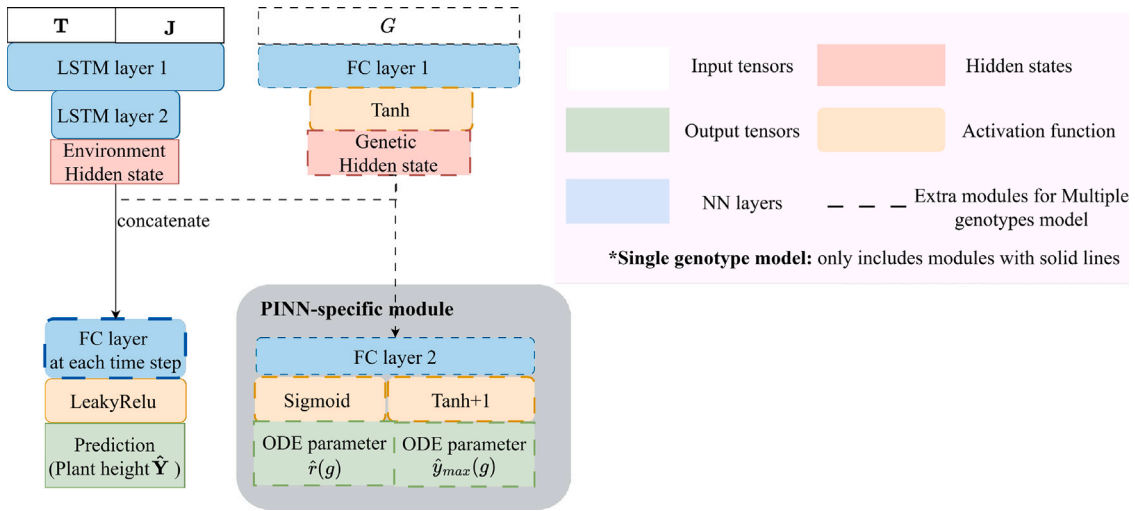 T J
LSTM layer 1
LSTM layer 2
Environment
Hidden state
G
FC layer 1
Tanh
Genetic
Hidden state
concatenate
FC layer
at each time step
LeakyRelu
Prediction
(Plant height Ŷ )
PINN-specific module
FC layer 2
Sigmoid
Tanh+1
ODE parameter
r̂(g)
ODE parameter
ŷmax(g)
Input tensors
Hidden states
Output tensors
Activation function
NN layers
Extra modules for Multiple
genotypes model
*Single genotype model: only includes modules with solid lines